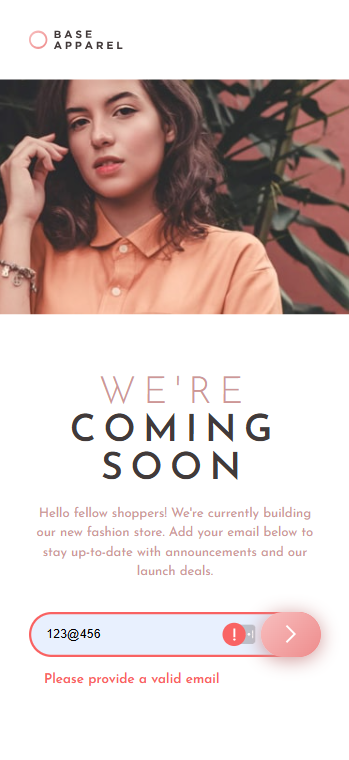 BASE
APPAREL
WE'RE
COMING
SOON
Hello fellow shoppers! We're currently building
our new fashion store. Add your email below to
stay up-to-date with announcements and our
launch deals.
123@456
!
Please provide a valid email